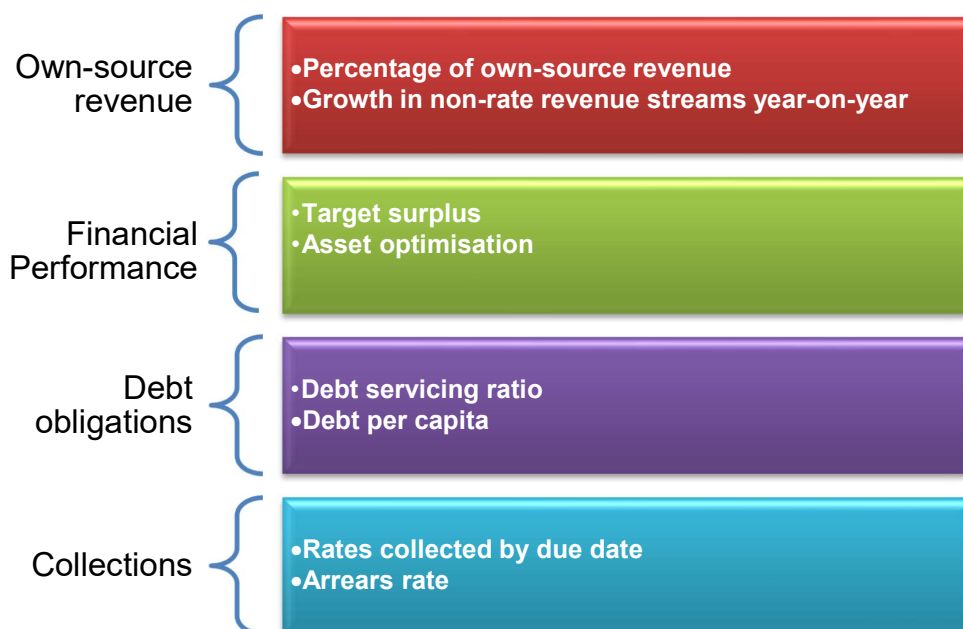 Own-source
revenue
•Percentage of own-source revenue
•Growth in non-rate revenue streams year-on-year
Financial
Performance
•Target surplus
•Asset optimisation
Debt
obligations
•Debt servicing ratio
•Debt per capita
Collections
•Rates collected by due date
•Arrears rate